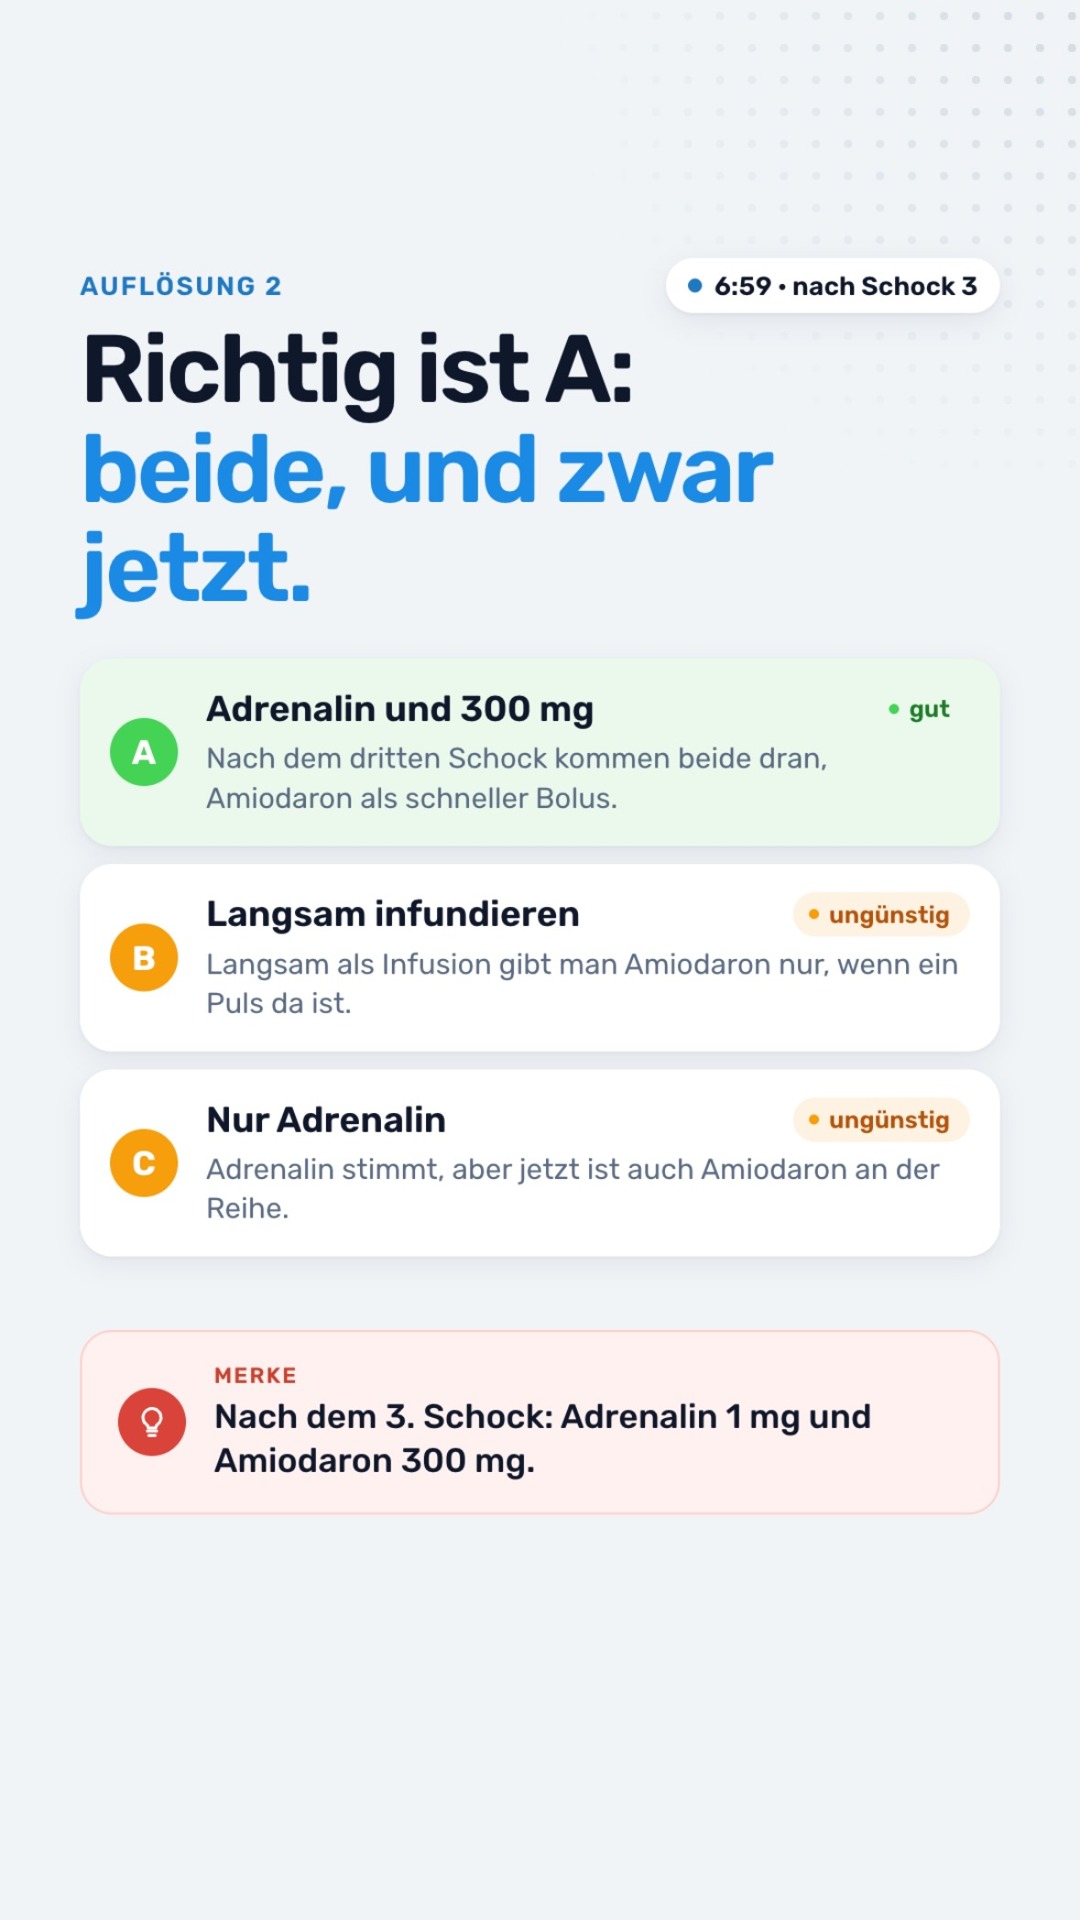 AUFLÖSUNG 2
6:59 • nach Schock 3
Richtig ist A:
beide, und zwar
jetzt.
A
Adrenalin und 300 mg
gut
Nach dem dritten Schock kommen beide dran,
Amiodaron als schneller Bolus.
B
Langsam infundieren
ungünstig
Langsam als Infusion gibt man Amiodaron nur, wenn ein
Puls da ist.
C
Nur Adrenalin
ungünstig
Adrenalin stimmt, aber jetzt ist auch Amiodaron an der
Reihe.
MERKE
Nach dem 3. Schock: Adrenalin 1 mg und
Amiodaron 300 mg.